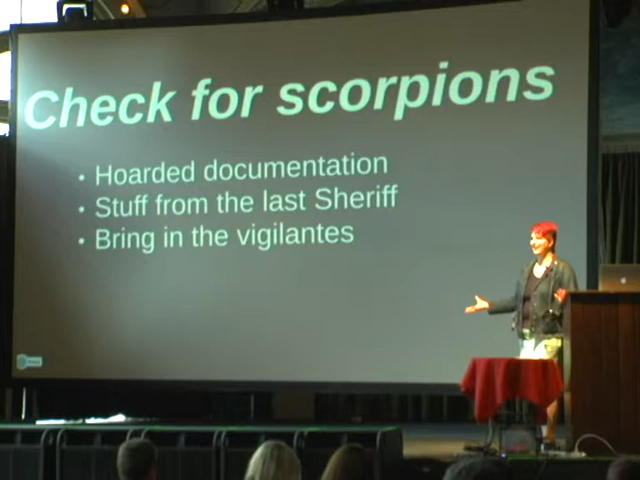 Check for scorpions
• Hoarded documentation
• Stuff from the last Sheriff
• Bring in the vigilantes